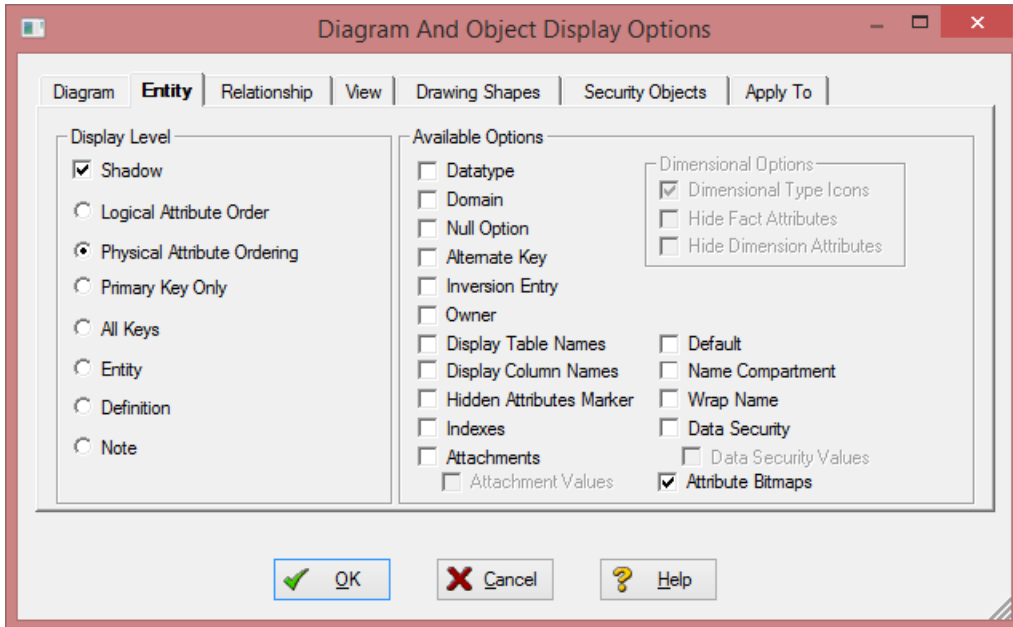 Diagram And Object Display Options
Diagram Entity Relationship View Drawing Shapes Security Objects Apply To
Display Level
Shadow
Logical Attribute Order
Physical Attribute Ordering
Primary Key Only
All Keys
Entity
Definition
Note
Available Options
Datatype
Domain
Null Option
Alternate Key
Inversion Entry
Owner
Display Table Names
Display Column Names
Hidden Attributes Marker
Indexes
Attachments
Attachment Values
Dimensional Options
Dimensional Type Icons
Hide Fact Attributes
Hide Dimension Attributes
Default
Name Compartment
Wrap Name
Data Security
Data Security Values
Attribute Bitmaps
OK Cancel Help